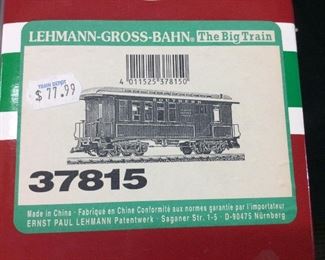 LEHMANN-GROSS-BAHN® The Big Train
TRAIN DEPOT
$ 77.99
4 011525 378150
37815
Made in China · Fabriqué en Chine Conformité aux normes garantie par l'importateur
ERNST PAUL LEHMANN Patentwerk · Saganer Str. 1-5 · D-90475 Nürnberg